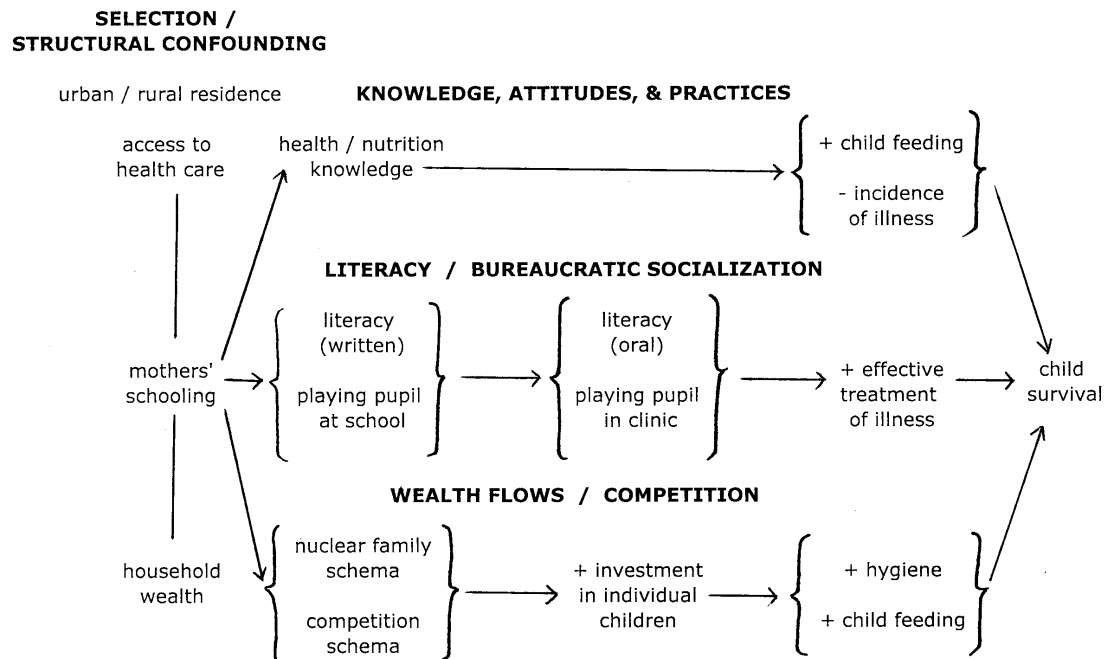 SELECTION /
STRUCTURAL CONFOUNDING
urban / rural residence
KNOWLEDGE, ATTITUDES, & PRACTICES
access to
health care
health / nutrition
knowledge
+ child feeding
- incidence
of illness
LITERACY / BUREAUCRATIC SOCIALIZATION
mothers'
schooling
literacy
(written)
playing pupil
at school
literacy
(oral)
playing pupil
in clinic
+ effective
treatment
of illness
child
survival
WEALTH FLOWS / COMPETITION
household
wealth
nuclear family
schema
competition
schema
+ investment
in individual
children
+ hygiene
+ child feeding